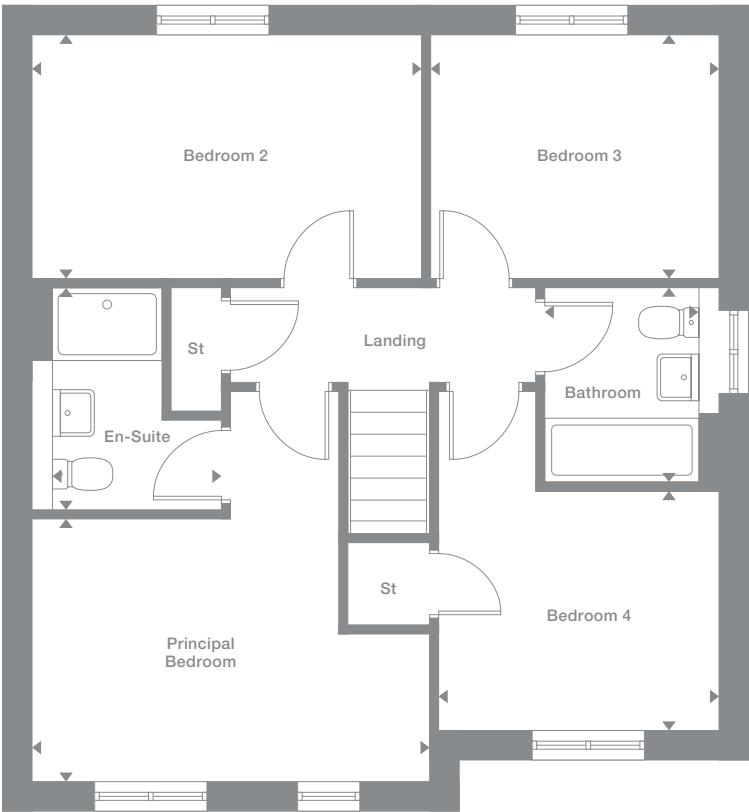 Bedroom 2
Bedroom 3
St
Landing
Bathroom
En-Suite
St
Bedroom 4
Principal
Bedroom